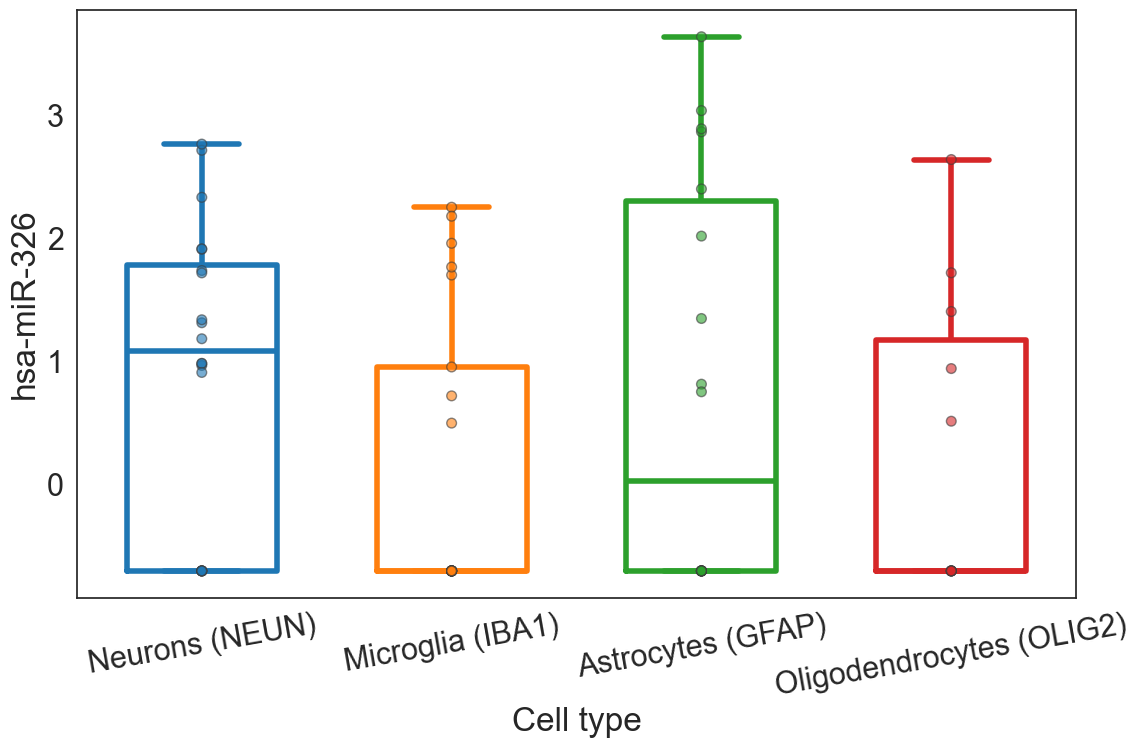 hsa-miR-326
3
2
1
0
Neurons (NEUN)
Microglia (IBA1)
Astrocytes (GFAP)
Oligodendrocytes (OLIG2)
Cell type